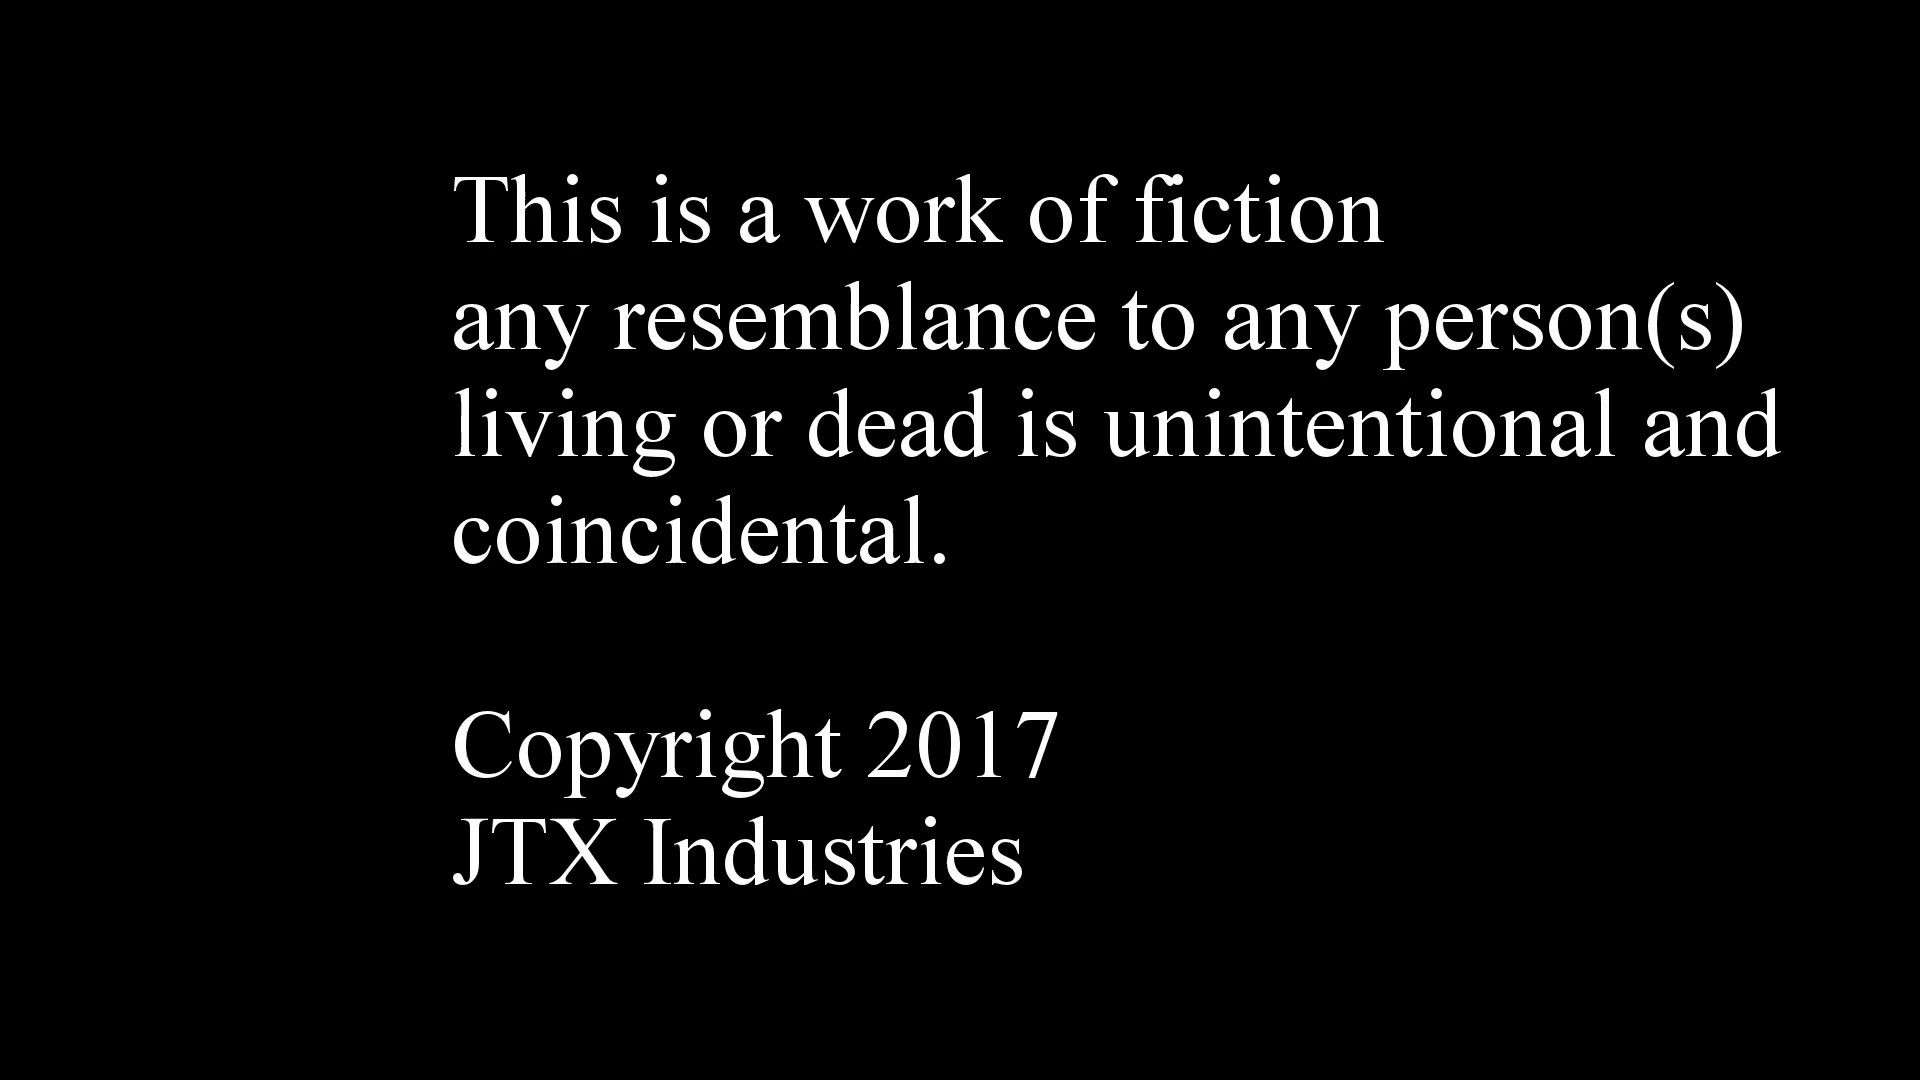 This is a work of fiction
any resemblance to any person(s)
living or dead is unintentional and
coincidental.
Copyright 2017
JTX Industries